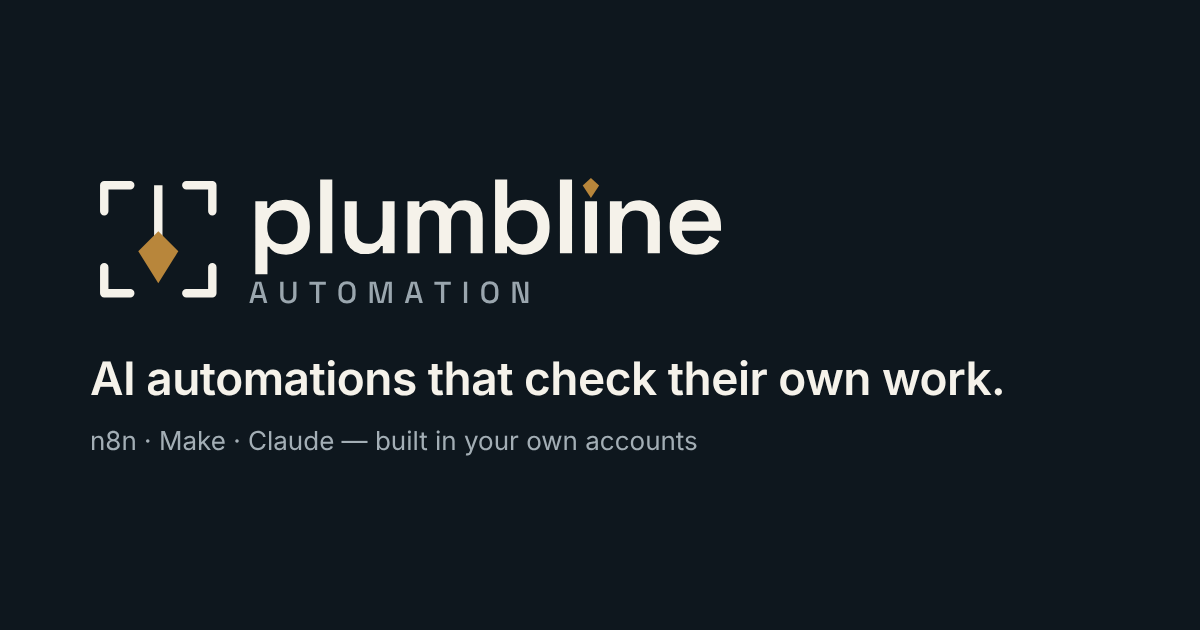 plumbline
AUTOMATION
AI automations that check their own work.
n8n · Make · Claude — built in your own accounts